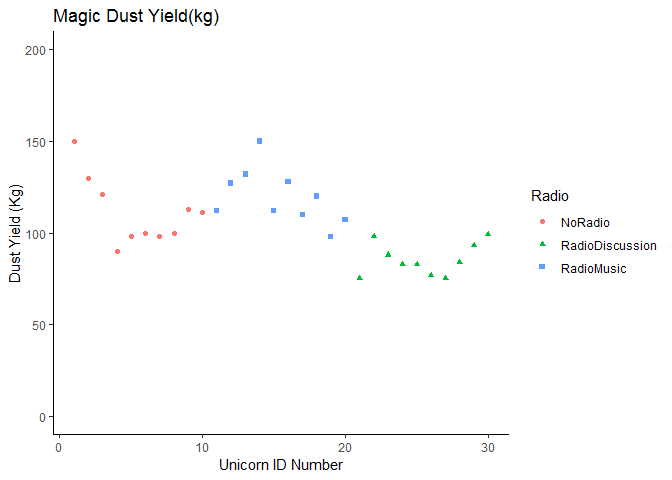 Magic Dust Yield(kg)
200
150
100
50
0
Dust Yield (Kg)
0 10 20 30
Unicorn ID Number
Radio
NoRadio
RadioDiscussion
RadioMusic